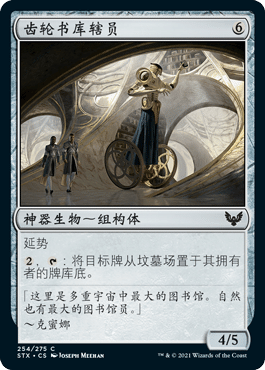 齿轮书库辖员 6
神器生物～组构体
延势
2，：将目标牌从坟墓场置于其拥有
者的牌库底。
「这里是多重宇宙中最大的图书馆。自然
也有最大的图书馆员。」
～克蜜娜
4/5
254/275 C
STX • CS Joseph Meehan
™ & © 2021 Wizards of the Coast